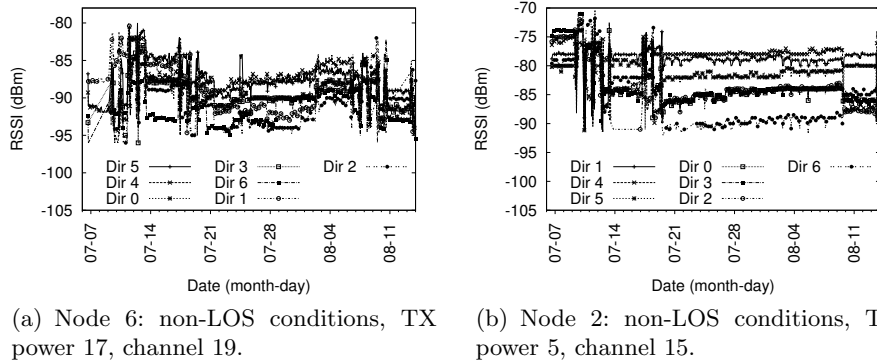 -80
-85
-90
-95
-100
-105
RSSI (dBm)
Dir 5
Dir 4
Dir 0
Dir 3
Dir 6
Dir 1
Dir 2
07-07
07-14
07-21
07-28
08-04
08-11
Date (month-day)
(a) Node 6: non-LOS conditions, TX
power 17, channel 19.
-70
-75
-80
-85
-90
-95
-100
-105
RSSI (dBm)
Dir 1
Dir 4
Dir 5
Dir 0
Dir 3
Dir 2
Dir 6
07-07
07-14
07-21
07-28
08-04
08-11
Date (month-day)
(b) Node 2: non-LOS conditions, T
power 5, channel 15.